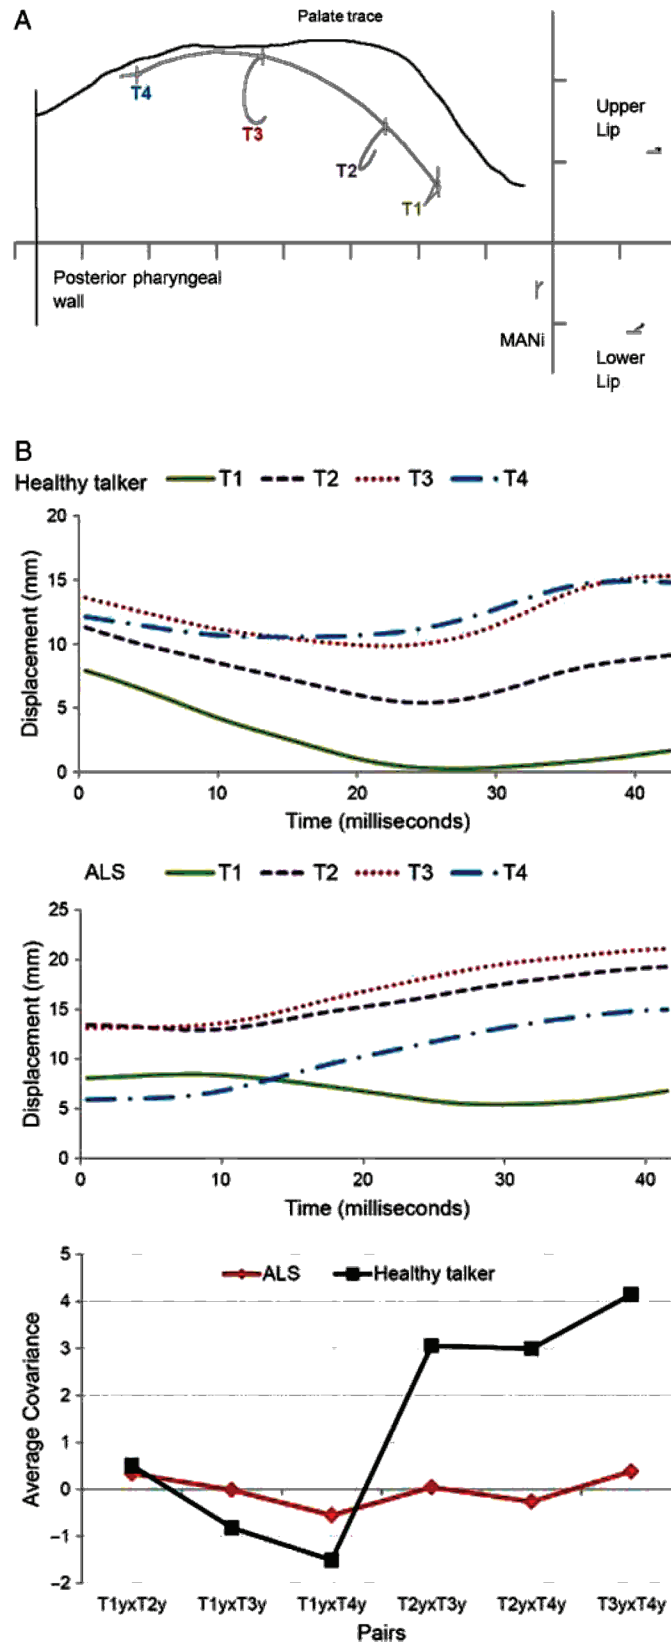 A
Palate trace
T4
T3
T2
T1
Upper
Lip
Posterior pharyngeal
wall
MANi
Lower
Lip
B
Healthy talker T1 T2 T3 T4
20
15
10
5
0
Displacement (mm)
0 10 20 30 40
Time (milliseconds)
ALS T1 T2 T3 T4
25
20
15
10
5
0
Displacement (mm)
0 10 20 30 40
Time (milliseconds)
ALS Healthy talker
5
4
3
2
1
0
−1
−2
Average Covariance
T1yxT2y T1yxT3y T1yxT4y T2yxT3y T2yxT4y T3yxT4y
Pairs